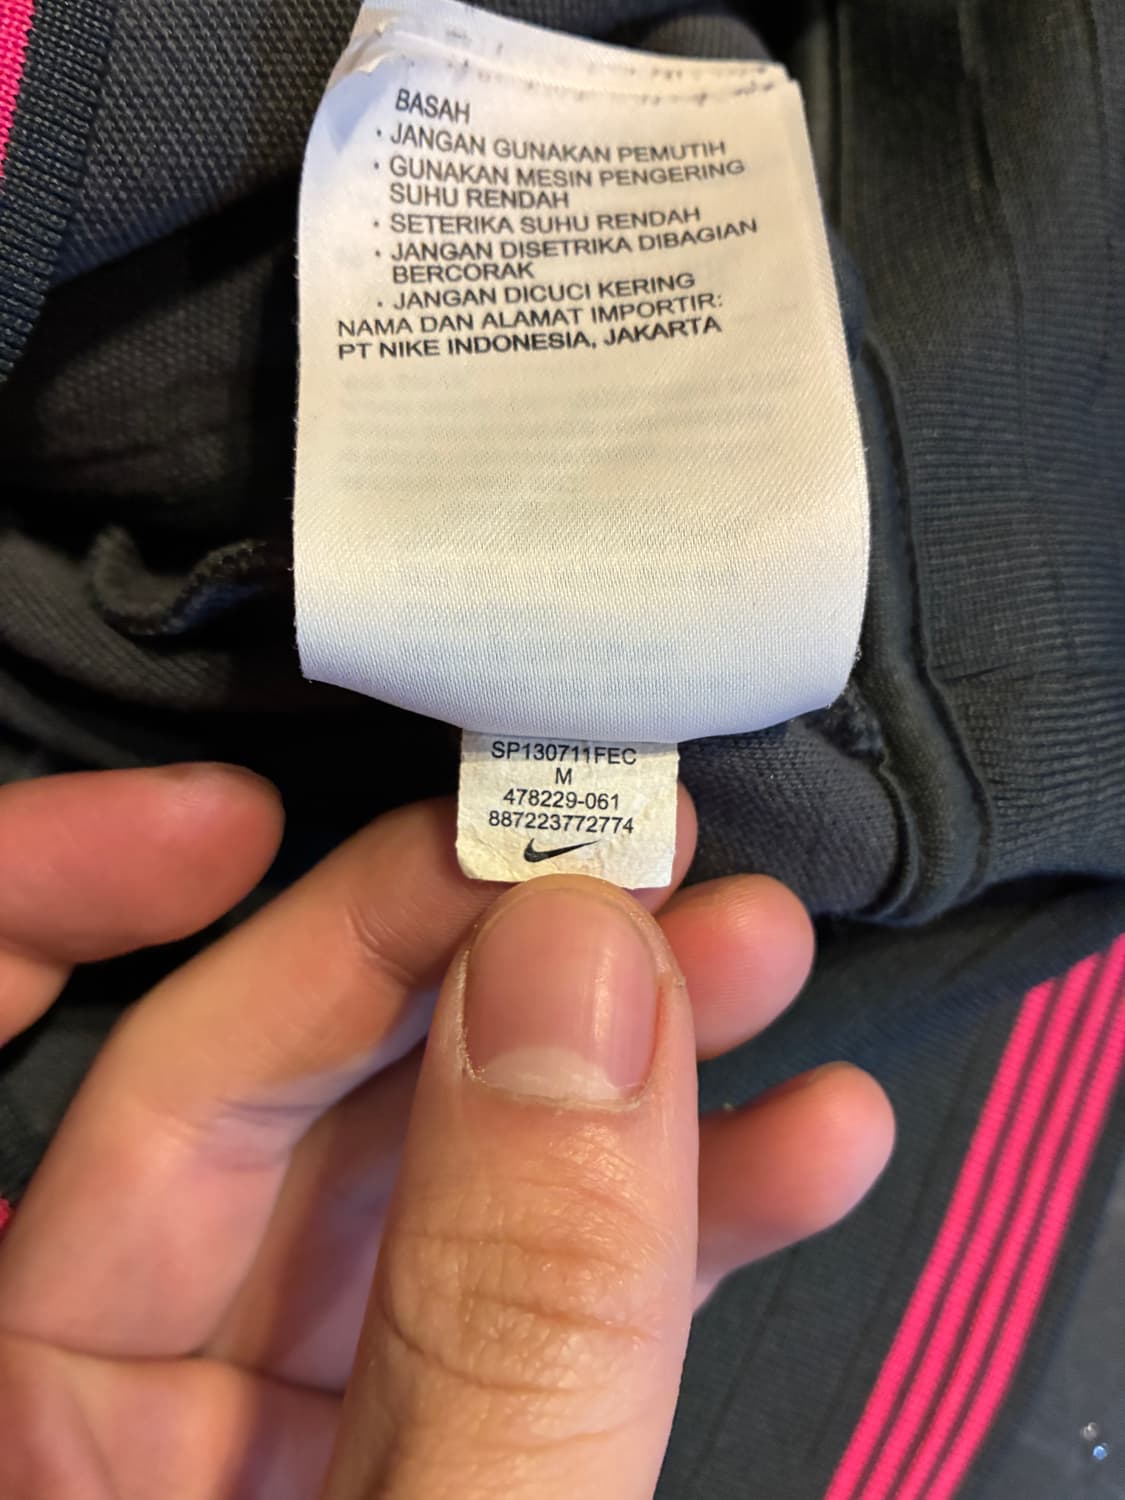 BASAH
· JANGAN GUNAKAN PEMUTIH
· GUNAKAN MESIN PENGERING
SUHU RENDAH
· SETERIKA SUHU RENDAH
· JANGAN DISETRIKA DIBAGIAN
BERCORAK
· JANGAN DICUCI KERING
NAMA DAN ALAMAT IMPORTIR:
PT NIKE INDONESIA, JAKARTA
SP130711FEC
M
478229-061
887223772774